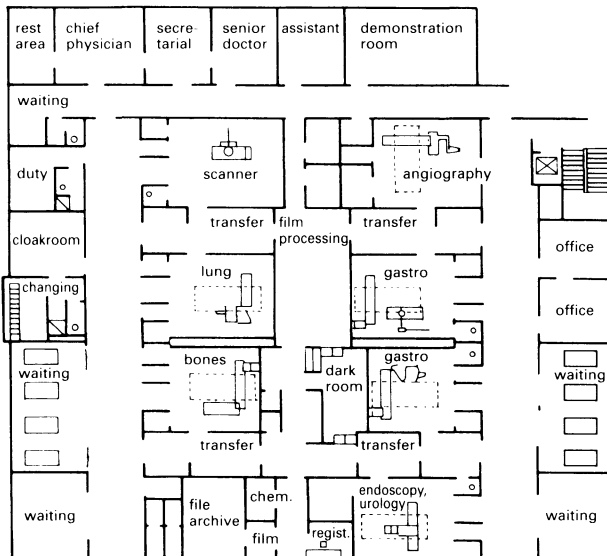 rest
area
chief
physician
secre-
tarial
senior
doctor
assistant
demonstration
room
waiting
duty
scanner
angiography
cloakroom
transfer
film
processing
transfer
office
changing
lung
gastro
office
waiting
bones
dark
room
gastro
waiting
transfer
transfer
waiting
file
archive
chem.
film
regist.
endoscopy,
urology
waiting